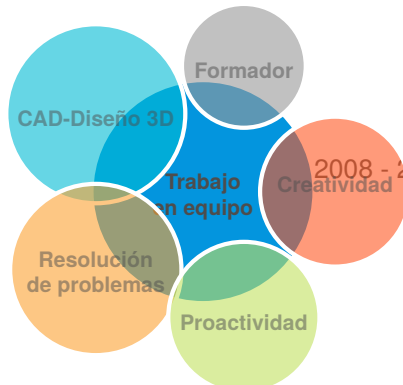 Formador
CAD-Diseño 3D
2008 - 2
Creatividad
Trabajo
en equipo
Resolución
de problemas
Proactividad